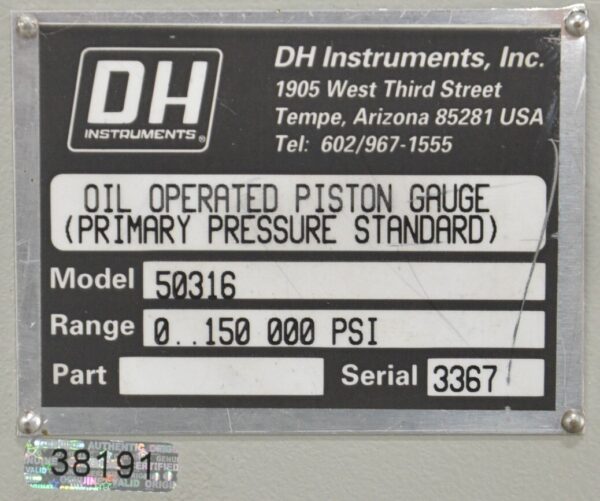 DH
INSTRUMENTS®
DH Instruments, Inc.
1905 West Third Street
Tempe, Arizona 85281 USA
Tel: 602/967-1555
OIL OPERATED PISTON GAUGE
(PRIMARY PRESSURE STANDARD)
Model 50316
Range 0..150 000 PSI
Part
Serial 3367
38191